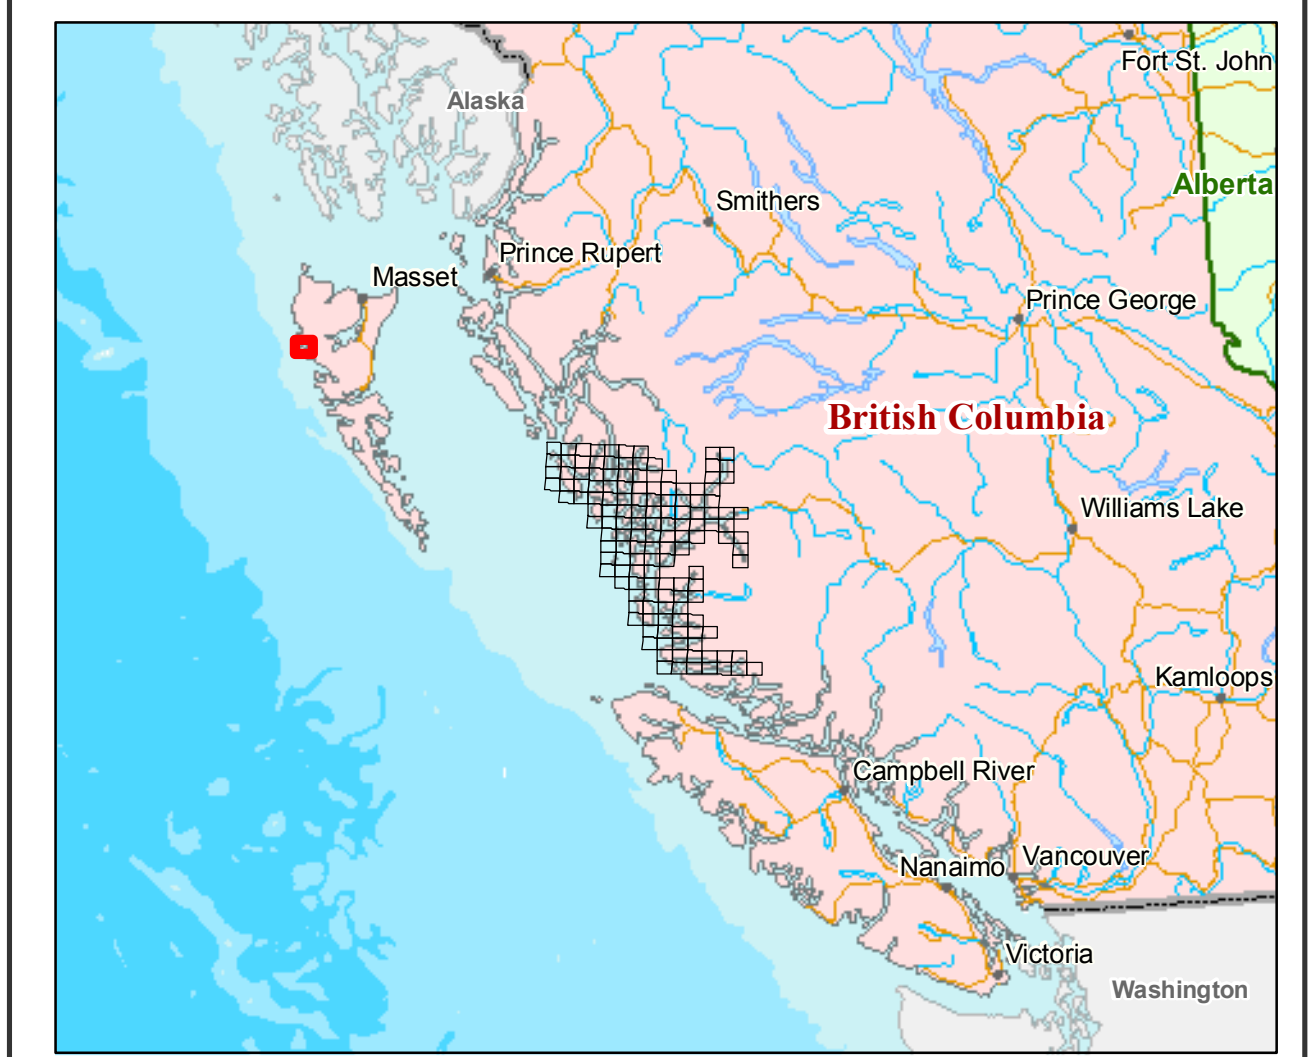 Fort St. John
Alaska
Alberta
Smithers
Prince Rupert
Masset
Prince George
British Columbia
Williams Lake
Kamloops
Campbell River
Vancouver
Nanaimo
Victoria
Washington